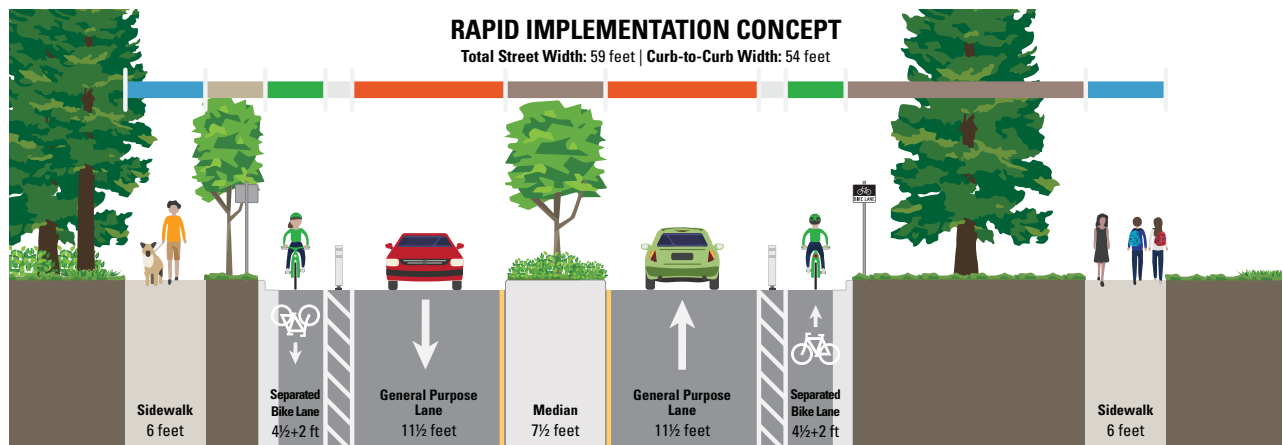 RAPID IMPLEMENTATION CONCEPT
Total Street Width: 59 feet | Curb-to-Curb Width: 54 feet
BIKE LANE
Sidewalk
6 feet
Separated
Bike Lane
4½+2 ft
General Purpose
Lane
11½ feet
Median
7½ feet
General Purpose
Lane
11½ feet
Separated
Bike Lane
4½+2 ft
Sidewalk
6 feet